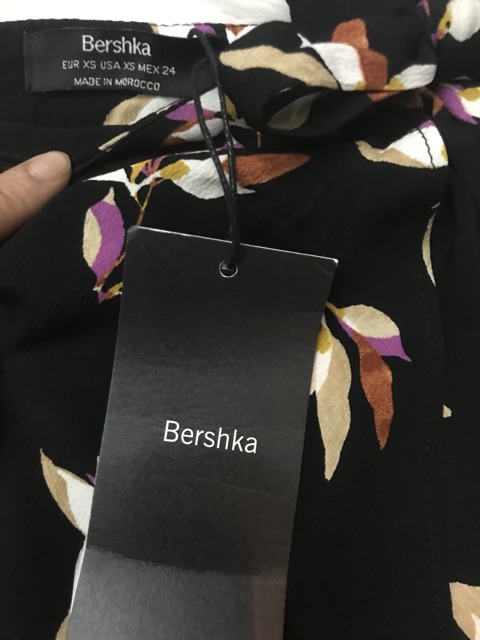 Bershka
EUR XS USA XS MEX 24
MADE IN MOROCCO
Bershka